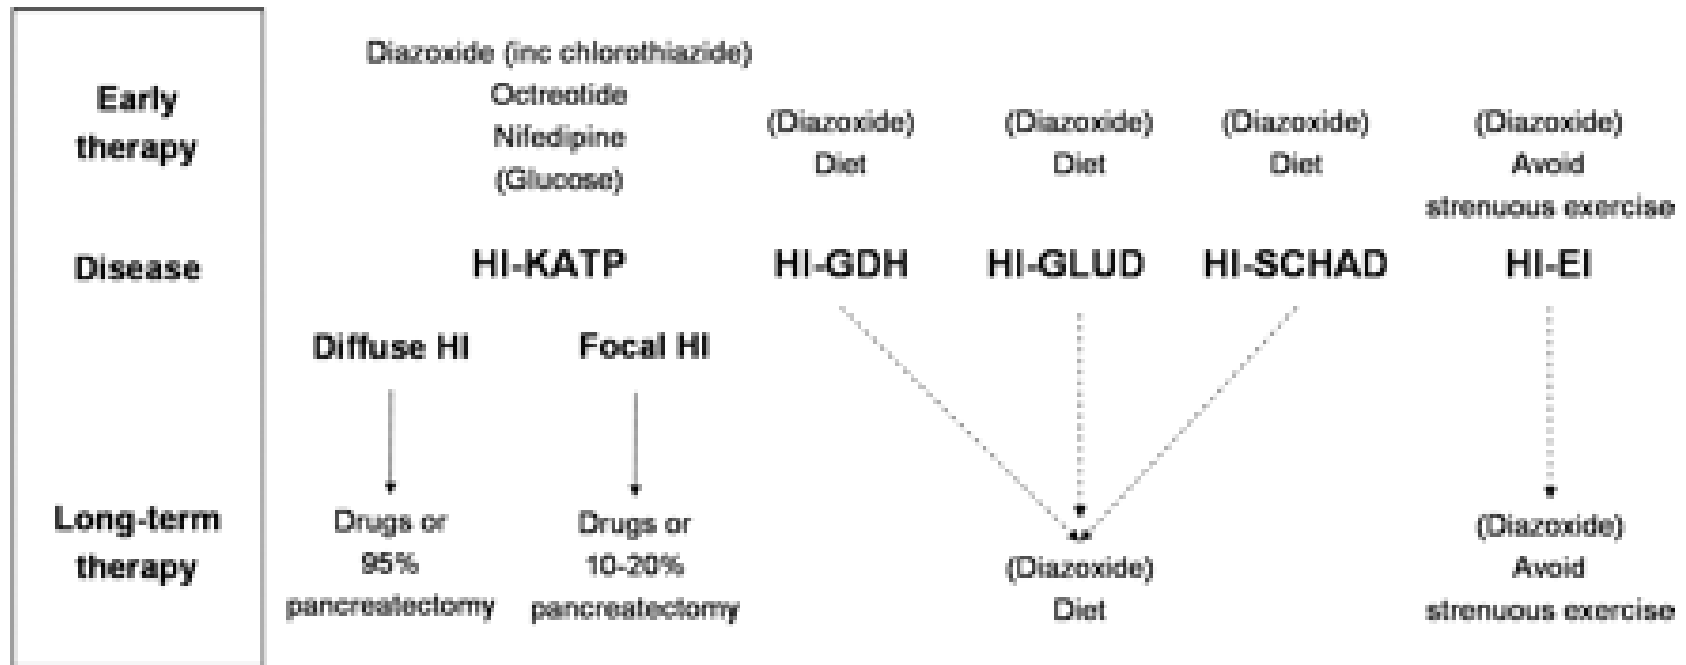 Early
therapy
Diazoxide (inc chlorothiazide)
Octreotide
Nifedipine
(Glucose)
(Diazoxide)
Diet
(Diazoxide)
Diet
(Diazoxide)
Diet
(Diazoxide)
Avoid
strenuous exercise
Disease
HI-KATP
HI-GDH
HI-GLUD
HI-SCHAD
HI-EI
Diffuse HI
Focal HI
Long-term
therapy
Drugs or
95%
pancreatectomy
Drugs or
10-20%
pancreatectomy
(Diazoxide)
Diet
(Diazoxide)
Avoid
strenuous exercise